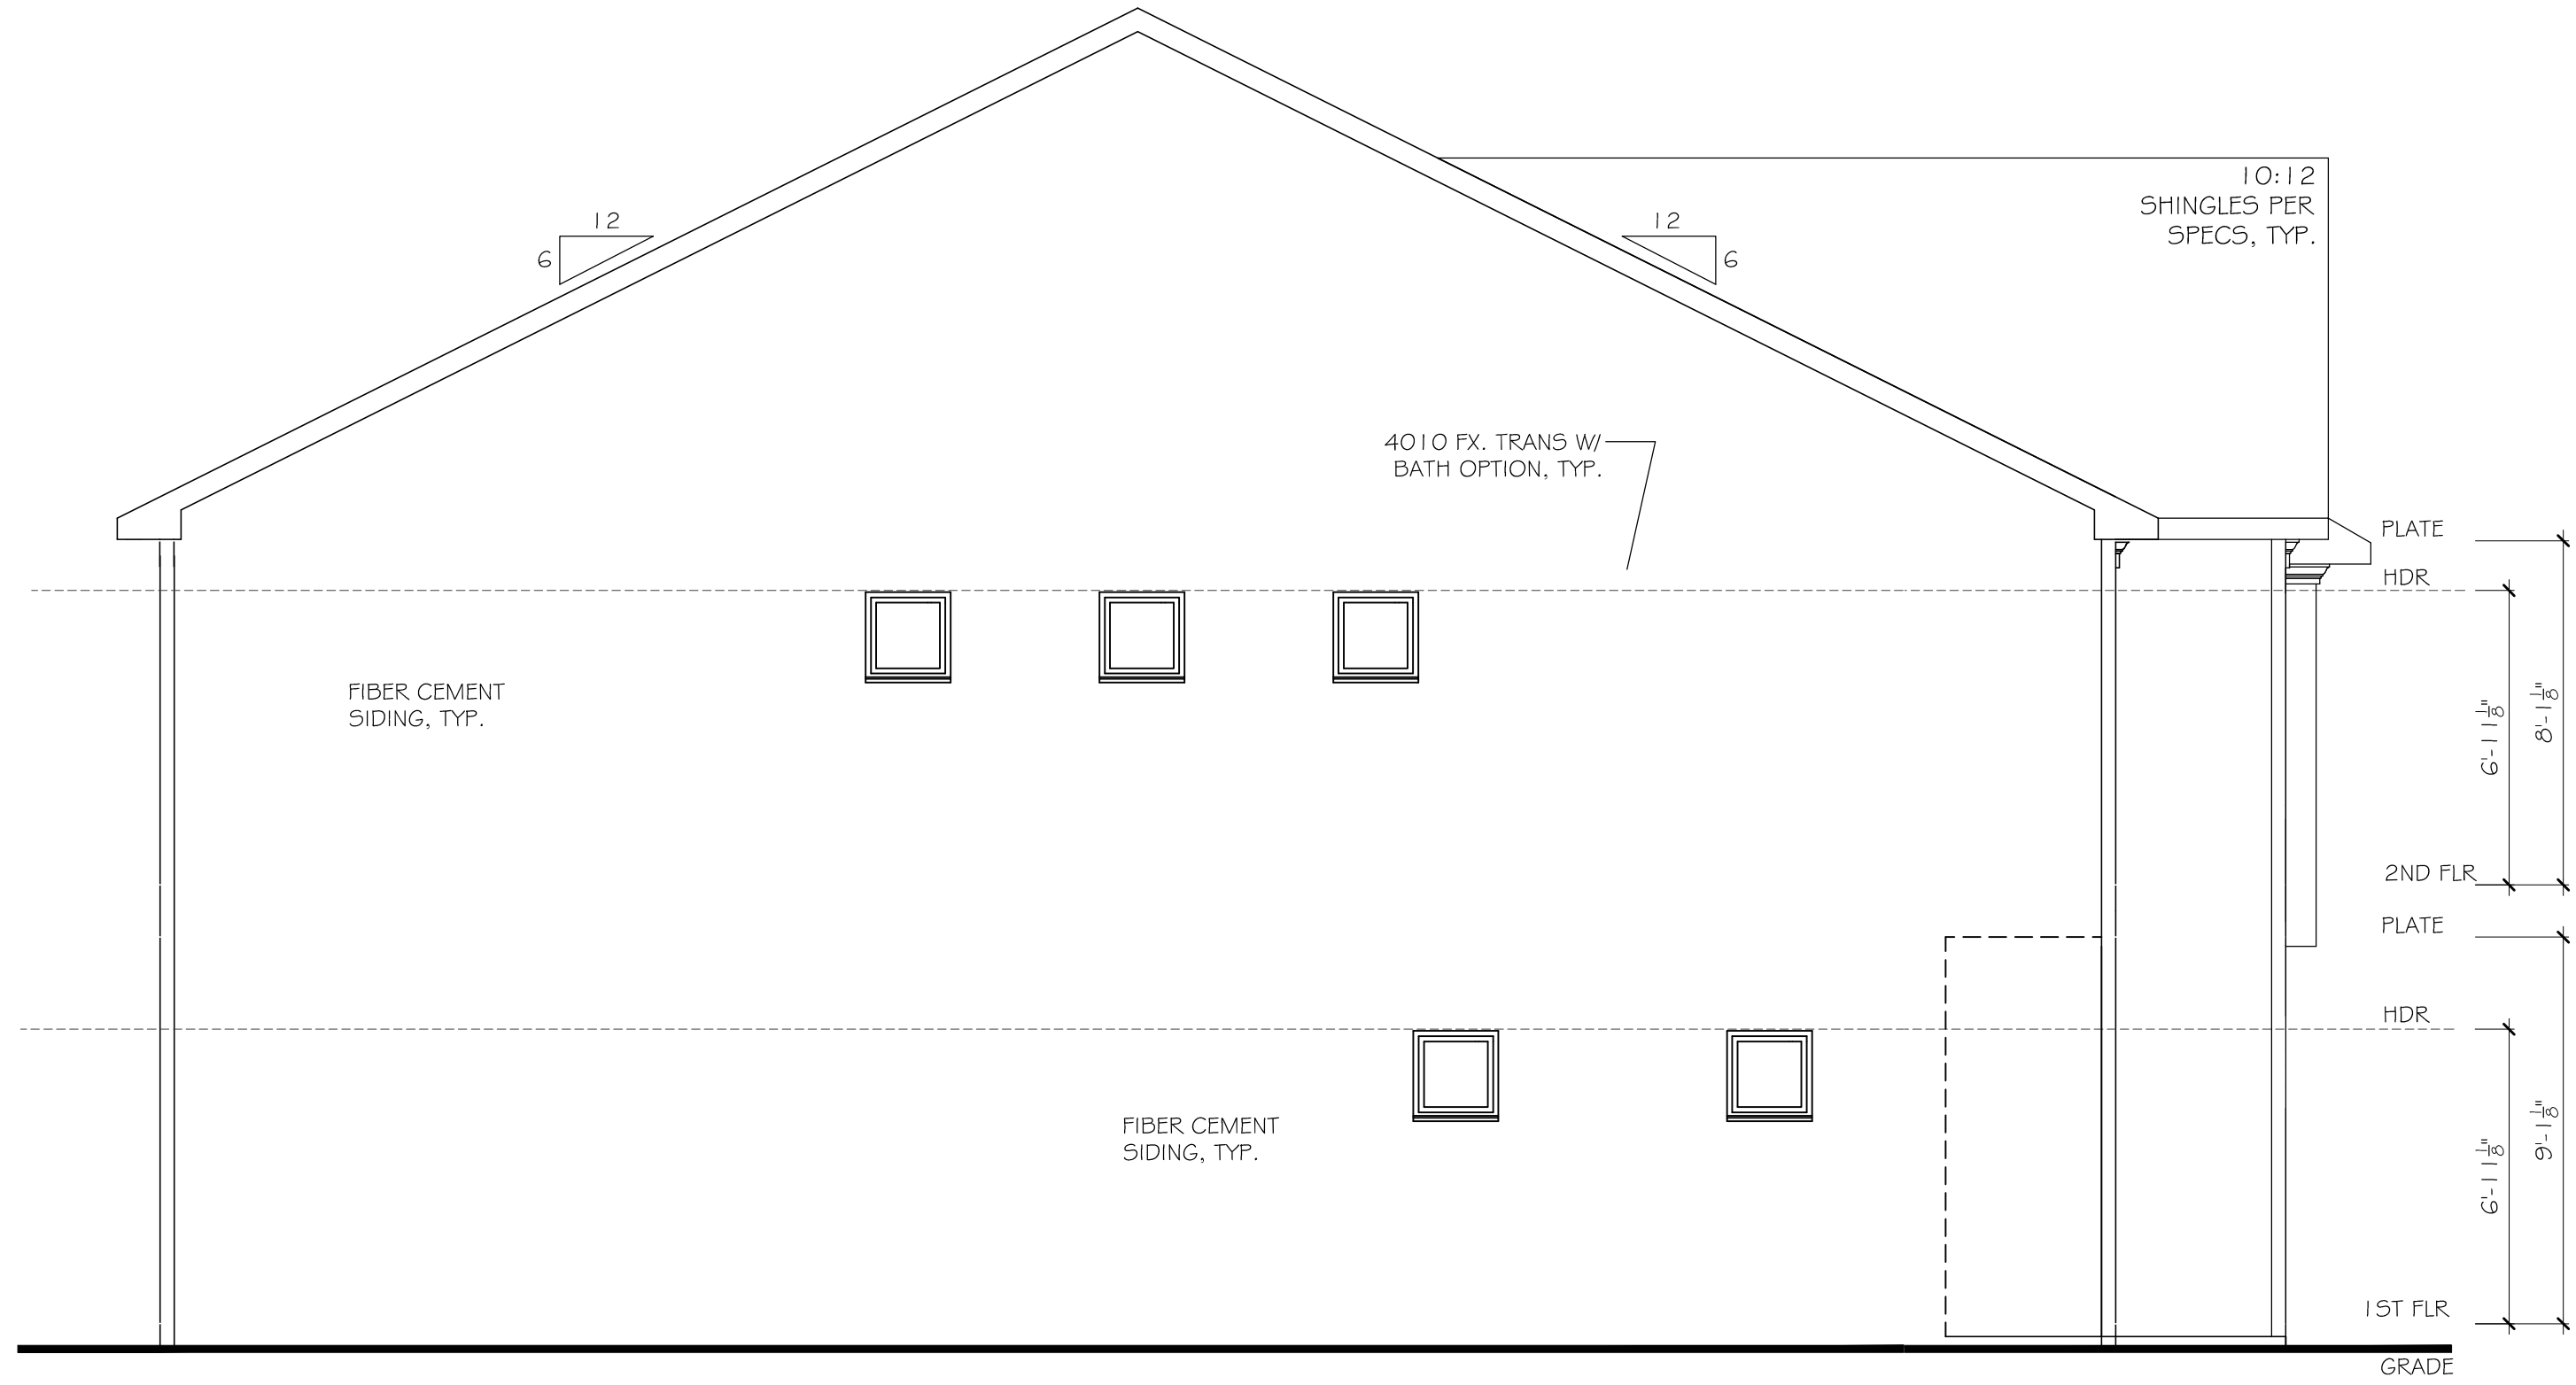 10:12
SHINGLES PER
SPECS, TYP.
12
6
12
6
4010 FX. TRANS W/
BATH OPTION, TYP.
PLATE
HDR
FIBER CEMENT
SIDING, TYP.
6'-11 1/8"
8'-1 1/8"
2ND FLR
PLATE
HDR
FIBER CEMENT
SIDING, TYP.
6'-11 1/8"
9'-1 1/8"
1ST FLR
GRADE